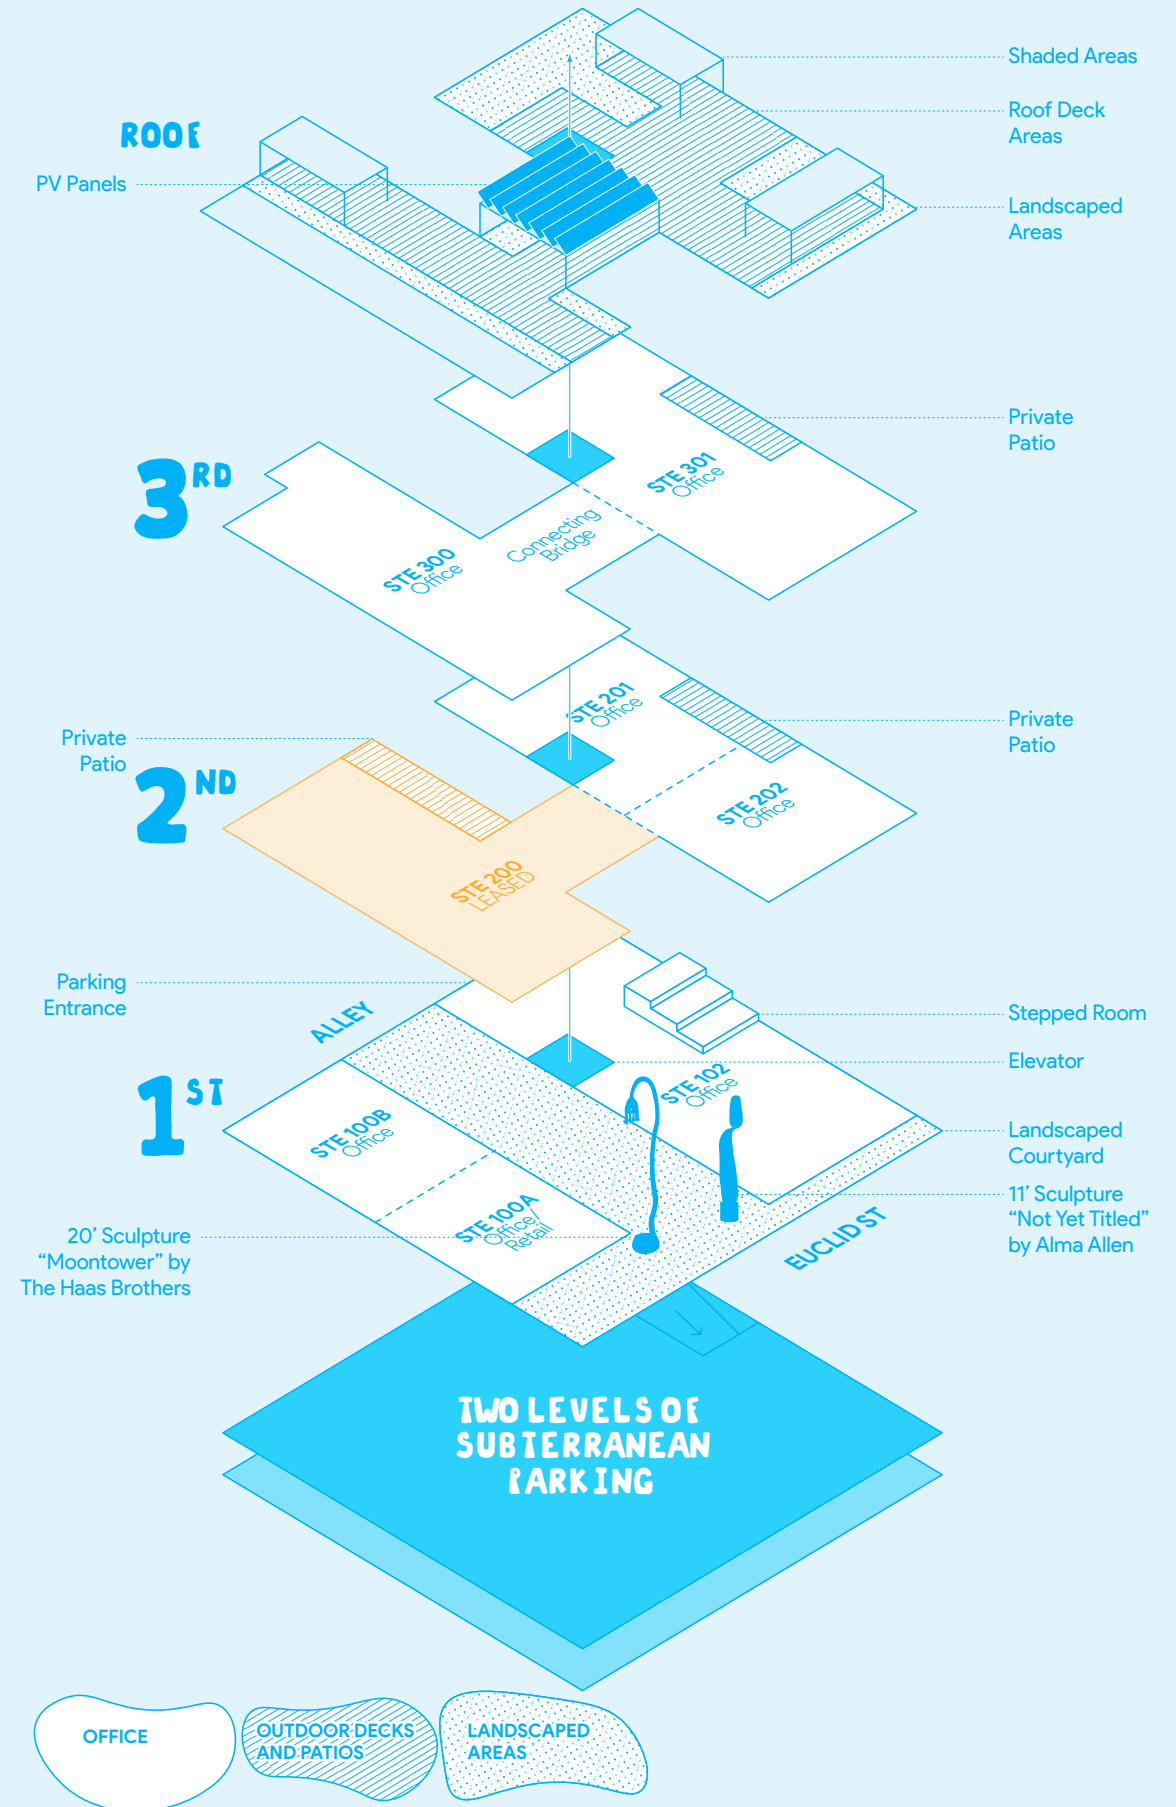 Shaded Areas
Roof Deck
Areas
ROOF
PV Panels
Landscaped
Areas
Private
Patio
3RD
STE 301
Office
Connecting
Bridge
STE 300
Office
STE 201
Office
Private
Patio
Private
Patio
2ND
STE 202
Office
STE 200
LEASED
Parking
Entrance
ALLEY
Stepped Room
Elevator
1ST
STE 102
Office
STE 100B
Office
Landscaped
Courtyard
STE 100A
Office/
Retail
11’ Sculpture
“Not Yet Titled”
by Alma Allen
EUCLID ST
20’ Sculpture
“Moontower” by
The Haas Brothers
TWO LEVELS OF
SUBTERRANEAN
PARKING
OFFICE
OUTDOOR DECKS
AND PATIOS
LANDSCAPED
AREAS